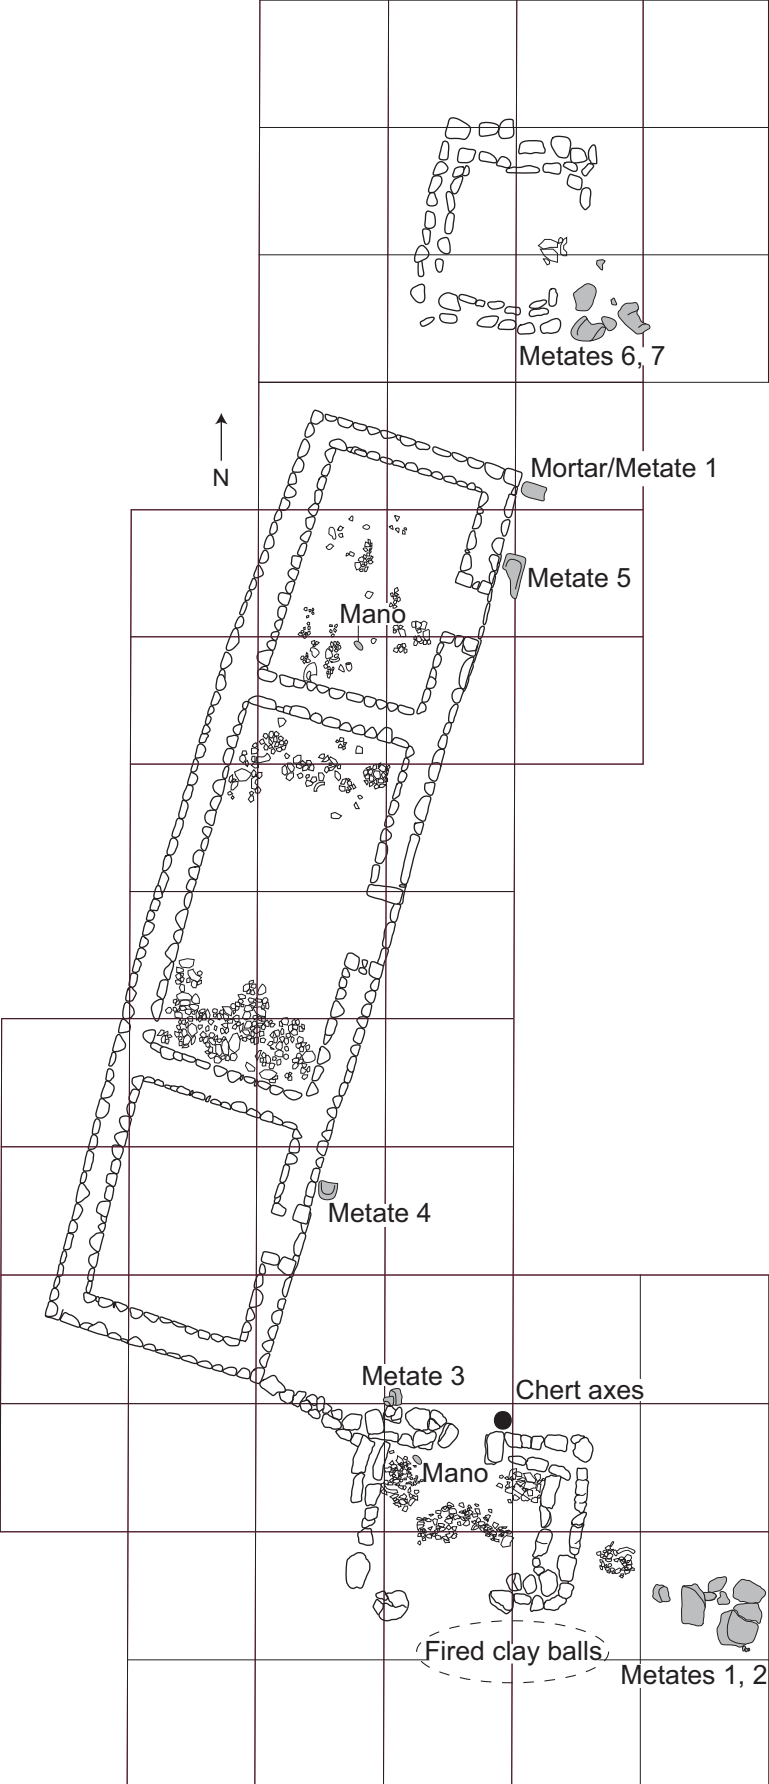 Metates 6, 7
N
Mortar/Metate 1
Metate 5
Mano
Metate 4
Metate 3
Chert axes
Mano
Fired clay balls
Metates 1, 2